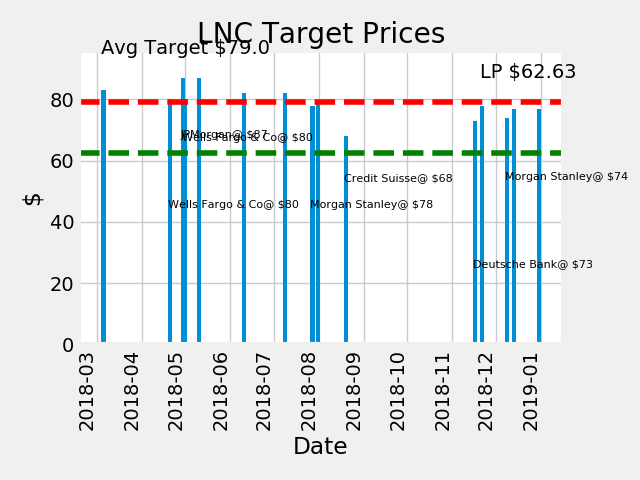 LNC Target Prices
Avg Target $79.0
LP $62.63
80
60
40
20
0
$
JPMorgan@ $87
Wells Fargo & Co@ $80
Credit Suisse@ $68
Morgan Stanley@ $74
Wells Fargo & Co@ $80
Morgan Stanley@ $78
Deutsche Bank@ $73
2018-03
2018-04
2018-05
2018-06
2018-07
2018-08
2018-09
2018-10
2018-11
2018-12
2019-01
Date